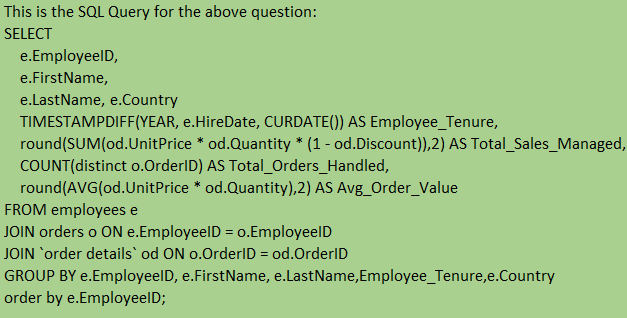 This is the SQL Query for the above question:
SELECT
e.EmployeeID,
e.FirstName,
e.LastName, e.Country
TIMESTAMPDIFF(YEAR, e.HireDate, CURDATE()) AS Employee_Tenure,
round(SUM(od.UnitPrice * od.Quantity * (1 - od.Discount)),2) AS Total_Sales_Managed,
COUNT(distinct o.OrderID) AS Total_Orders_Handled,
round(AVG(od.UnitPrice * od.Quantity),2) AS Avg_Order_Value
FROM employees e
JOIN orders o ON e.EmployeeID = o.EmployeeID
JOIN `order details` od ON o.OrderID = od.OrderID
GROUP BY e.EmployeeID, e.FirstName, e.LastName,Employee_Tenure,e.Country
order by e.EmployeeID;